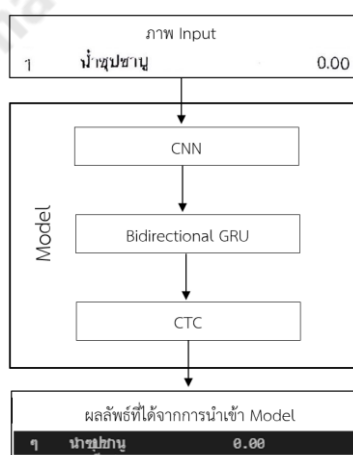 ภาพ Input
1 น้ำซุปชาบู 0.00
Model
CNN
Bidirectional GRU
CTC
ผลลัพธ์ที่ได้จากการนำเข้า Model
ๆ 0.00